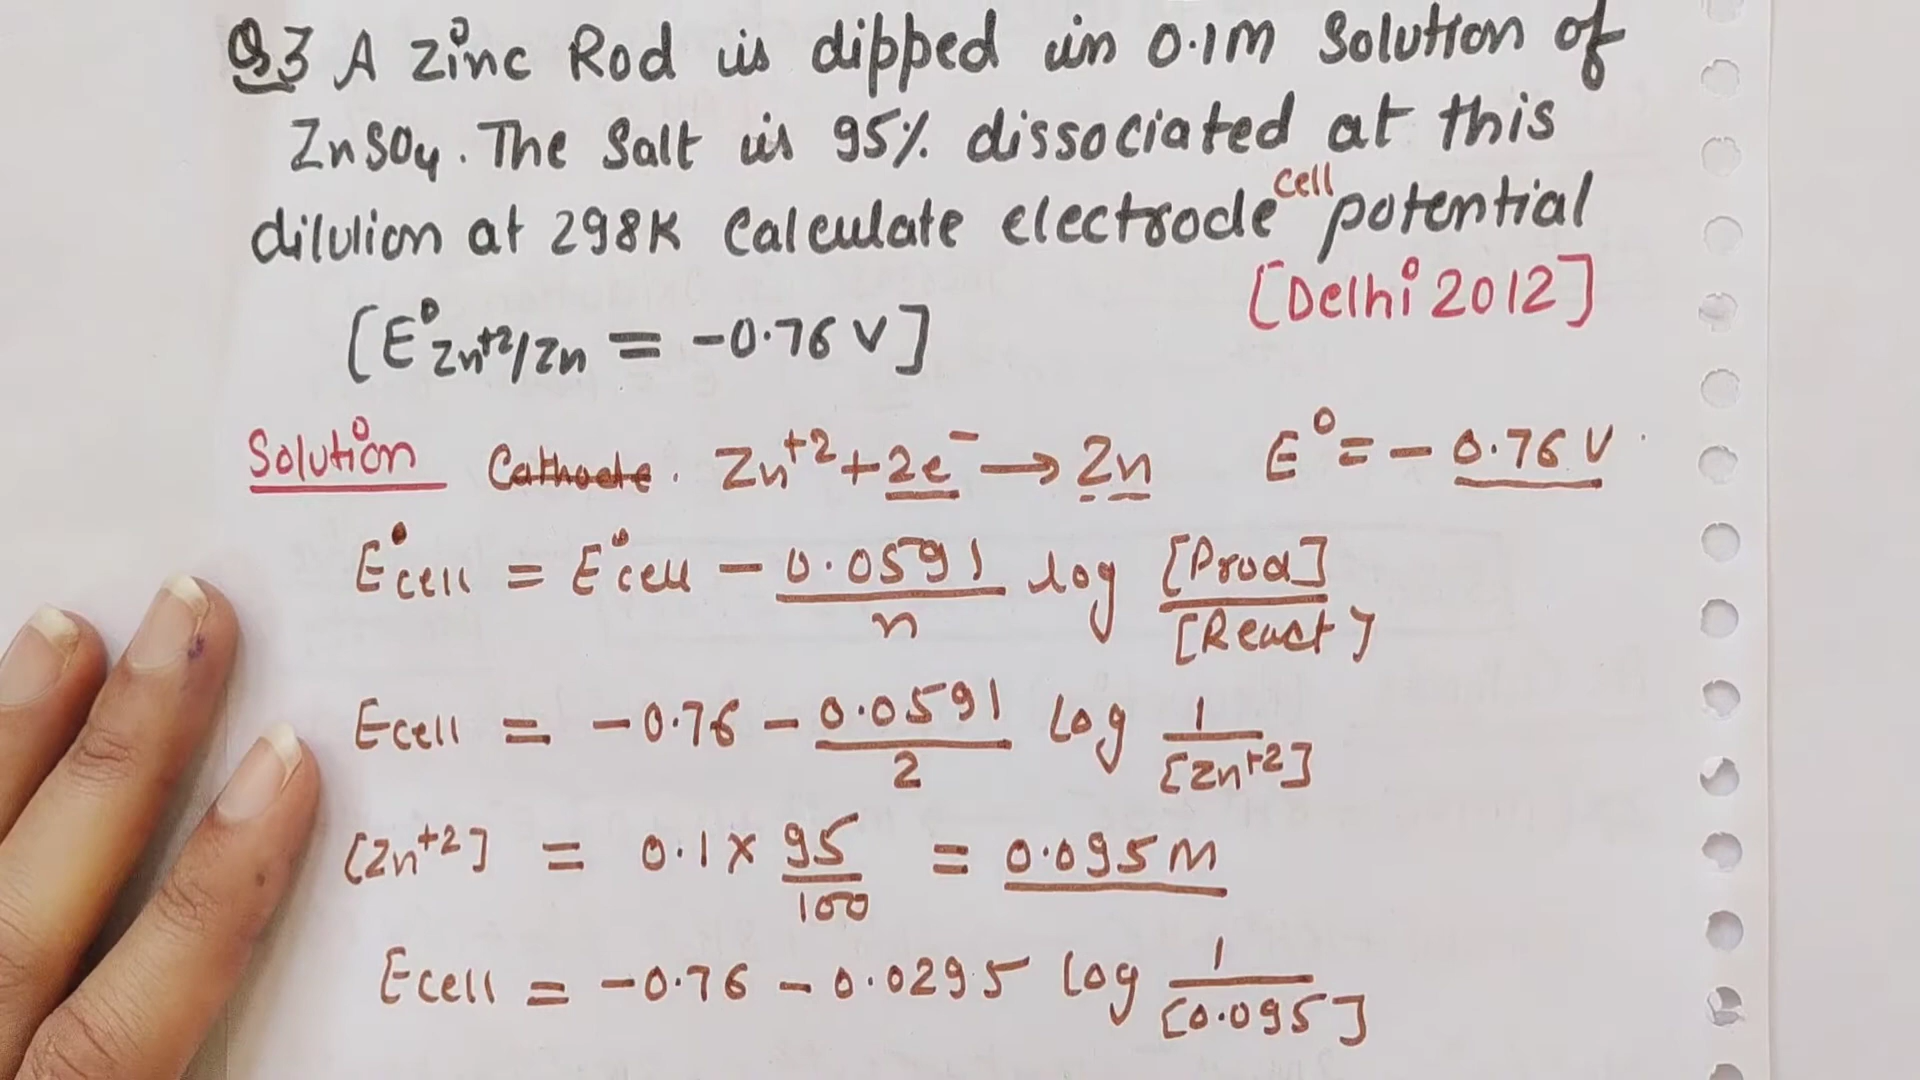 Q3 A Zinc Rod is dipped in 0.1M Solution of
ZnSO4. The Salt is 95% dissociated at this
cell
dilution at 298K Calculate electrode potential
[Delhi 2012]
[E°Zn+2/Zn = -0.76 V]
Solution Cathode. Zn+2 + 2e- → Zn E° = - 0.76 V
E°cell = E°cell - 0.0591/n log [Prod]/[React]
Ecell = -0.76 - 0.0591/2 log 1/[Zn+2]
[Zn+2] = 0.1 x 95/100 = 0.095M
Ecell = -0.76 - 0.0295 log 1/[0.095]